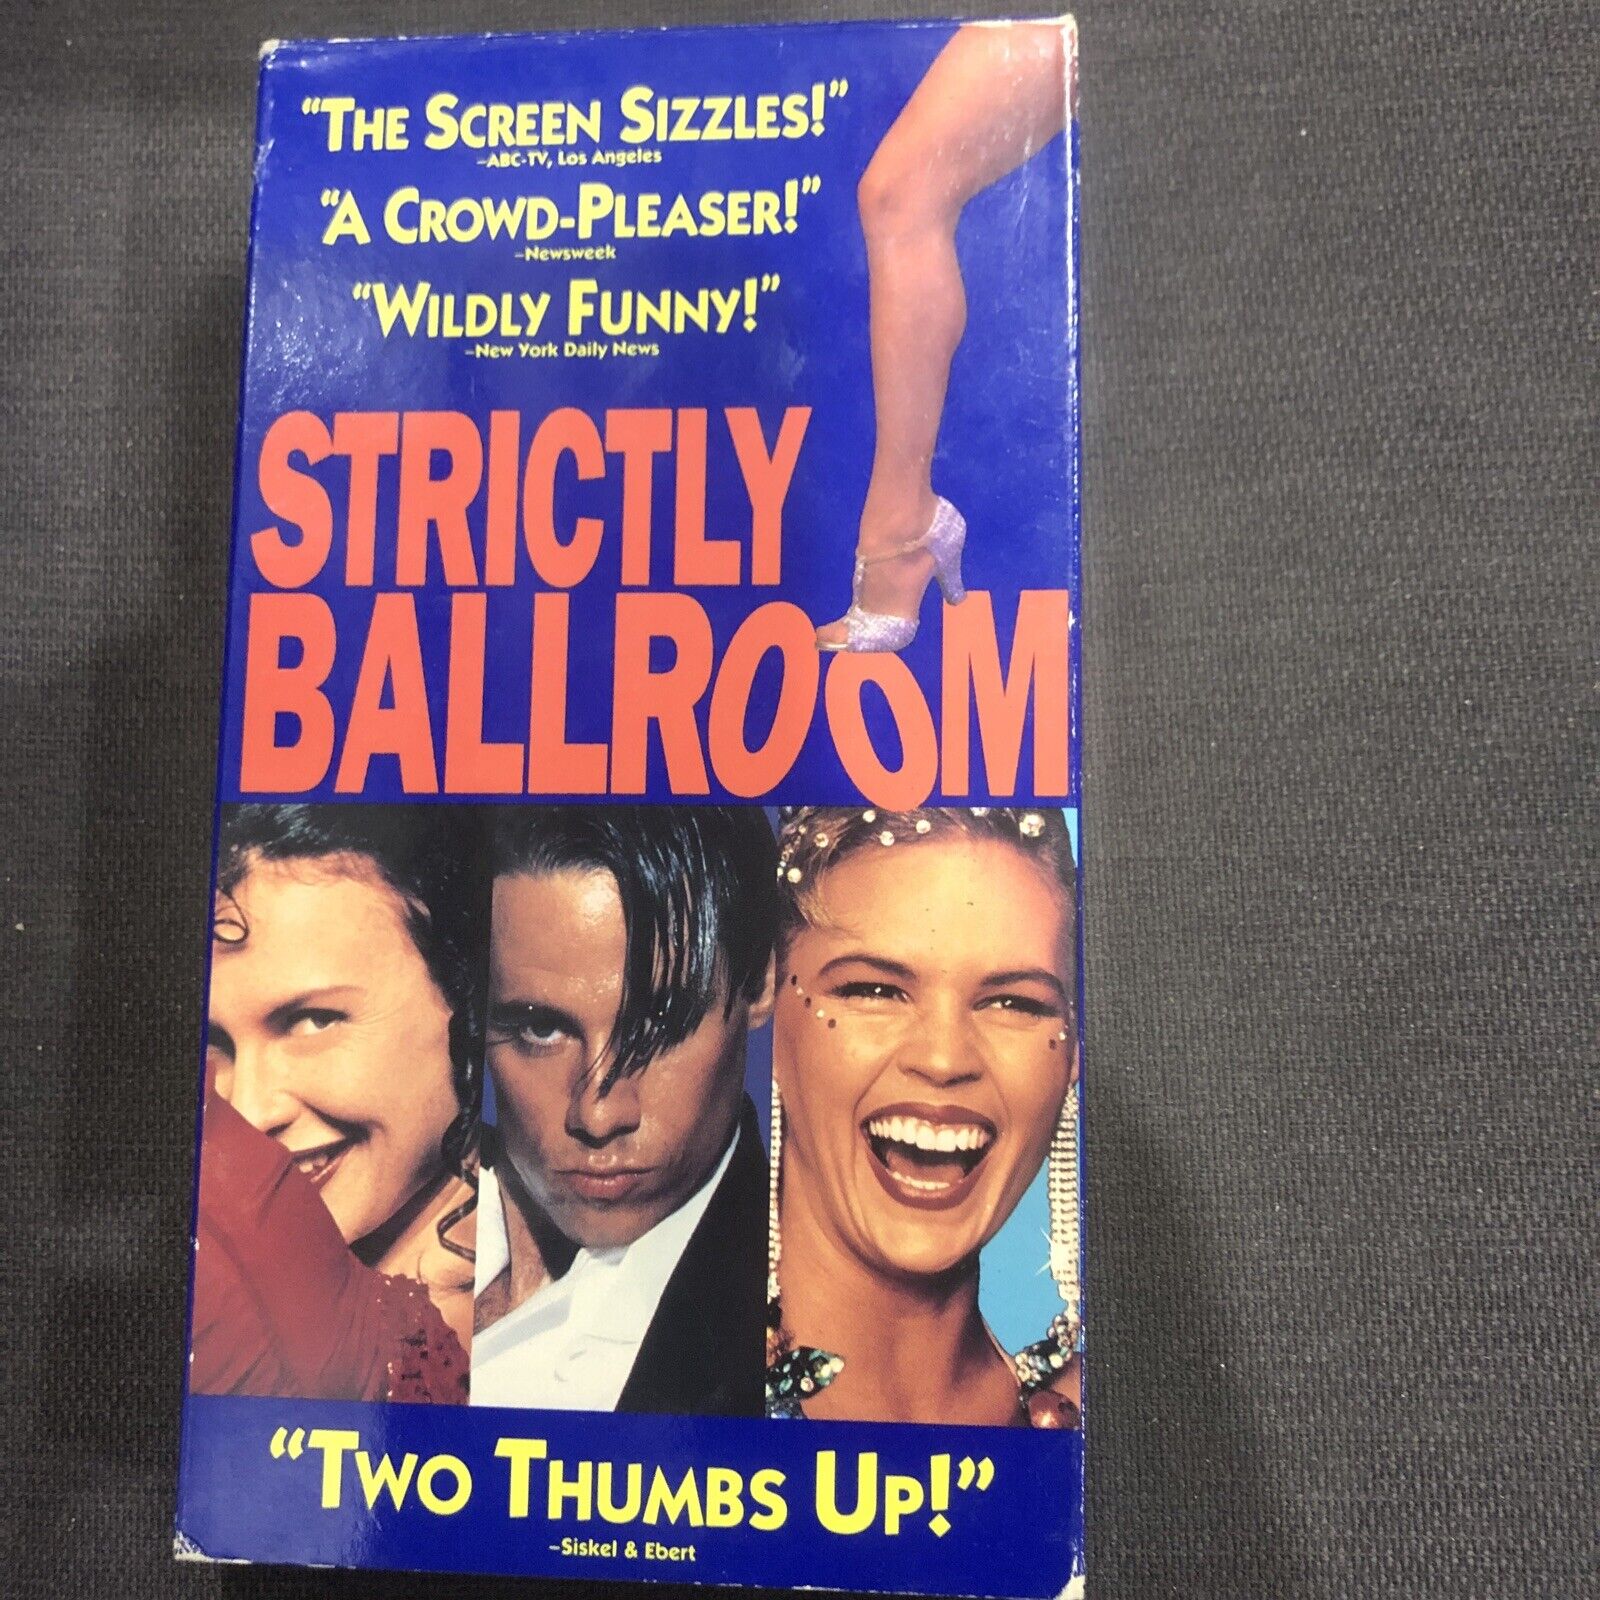 “THE SCREEN SIZZLES!”
–ABC-TV, Los Angeles
“A CROWD-PLEASER!”
–Newsweek
“WILDLY FUNNY!”
–New York Daily News
STRICTLY
BALLROOM
“TWO THUMBS UP!”
–Siskel & Ebert